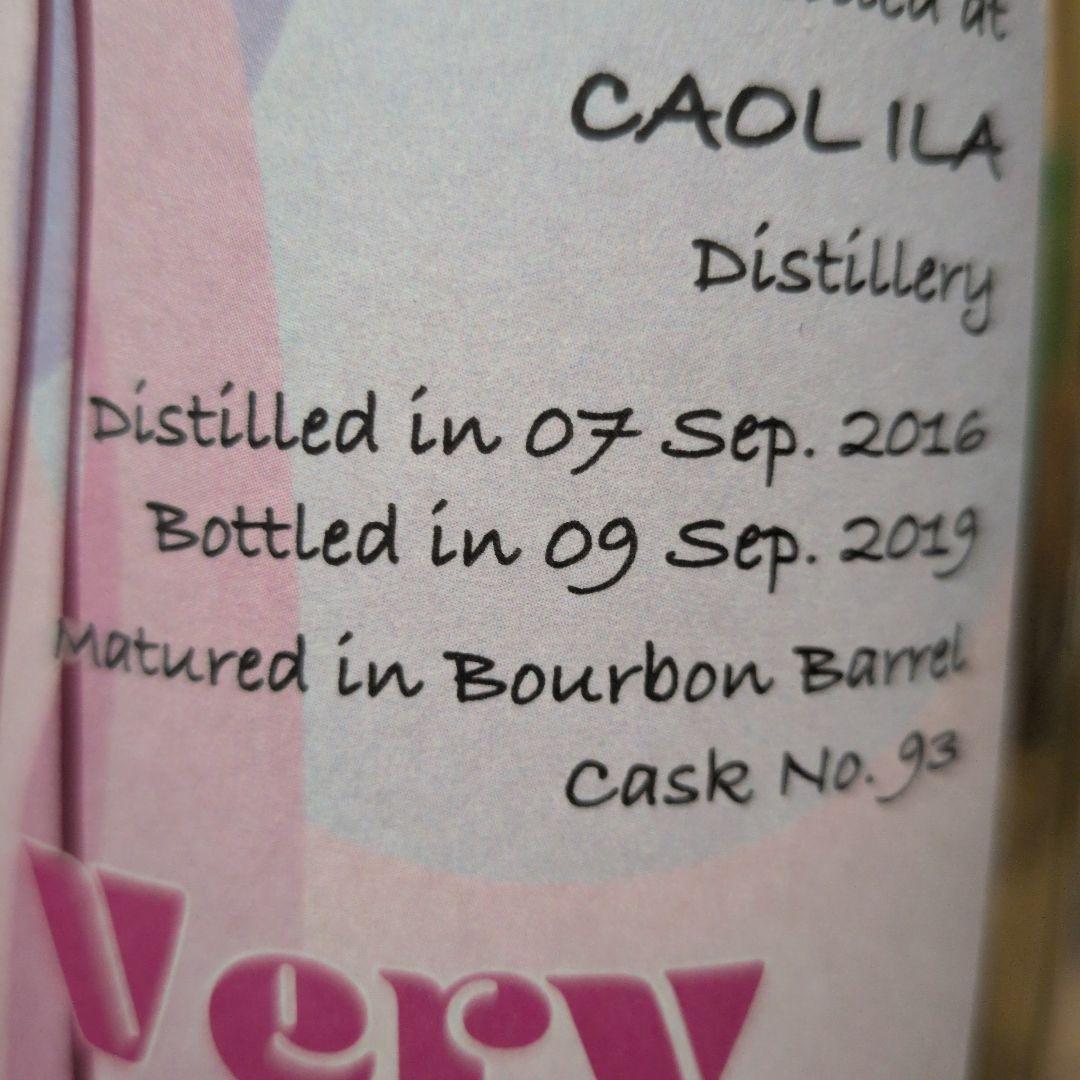 at
CAOL ILA
Distillery
Distilled in 07 Sep. 2016
Bottled in 09 Sep. 2019
Matured in Bourbon Barrel
Cask No. 93
Very